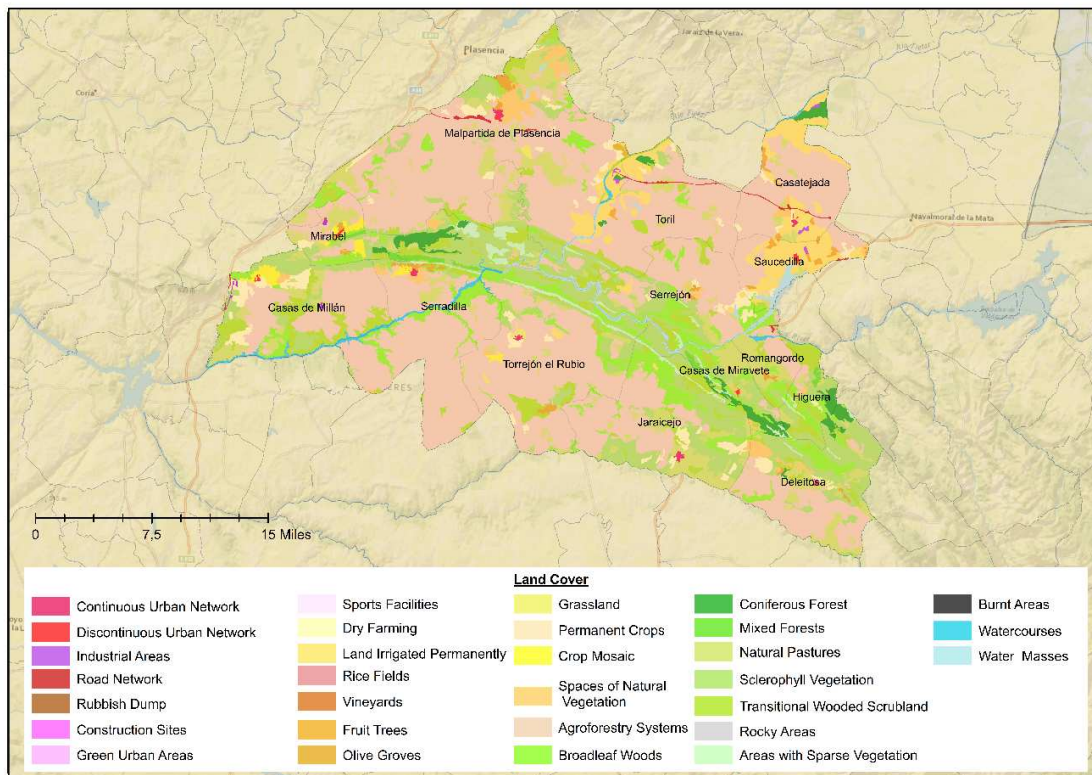 Plasencia
Jaraíz de la Vera
Coria
Malpartida de Plasencia
Casatejada
Navalmoral de la Mata
Toril
Mirabel
Saucedilla
Serrejón
Casas de Millán
Serradilla
Romangordo
Torrejón el Rubio
Casas de Miravete
Higuera
Jaraicejo
Deleitosa
0
7,5
15 Miles
Land Cover
Continuous Urban Network
Discontinuous Urban Network
Industrial Areas
Road Network
Rubbish Dump
Construction Sites
Green Urban Areas
Sports Facilities
Dry Farming
Land Irrigated Permanently
Rice Fields
Vineyards
Fruit Trees
Olive Groves
Grassland
Permanent Crops
Crop Mosaic
Spaces of Natural
Vegetation
Agroforestry Systems
Broadleaf Woods
Coniferous Forest
Mixed Forests
Natural Pastures
Sclerophyll Vegetation
Transitional Wooded Scrubland
Rocky Areas
Areas with Sparse Vegetation
Burnt Areas
Watercourses
Water Masses